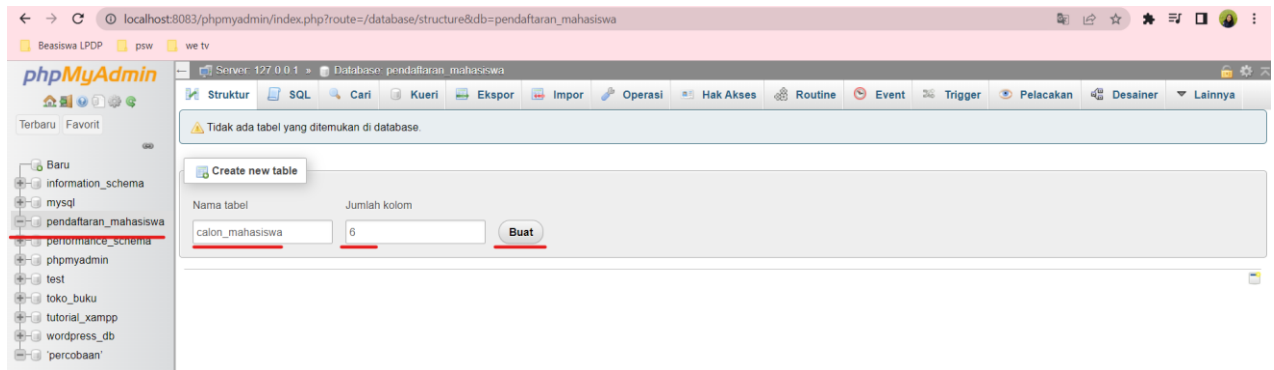 localhost:8083/phpmyadmin/index.php?route=/database/structure&db=pendaftaran_mahasiswa
Beasiswa LPDP psw we tv
phpMyAdmin
Terbaru Favorit
Baru
information_schema
mysql
pendaftaran_mahasiswa
performance_schema
phpmyadmin
test
toko_buku
tutorial_xampp
wordpress_db
'percobaan'
Server: 127.0.0.1 » Database: pendaftaran_mahasiswa
Struktur SQL Cari Kueri Ekspor Impor Operasi Hak Akses Routine Event Trigger Pelacakan Desainer Lainnya
Tidak ada tabel yang ditemukan di database.
Create new table
Nama tabel Jumlah kolom
calon_mahasiswa 6 Buat